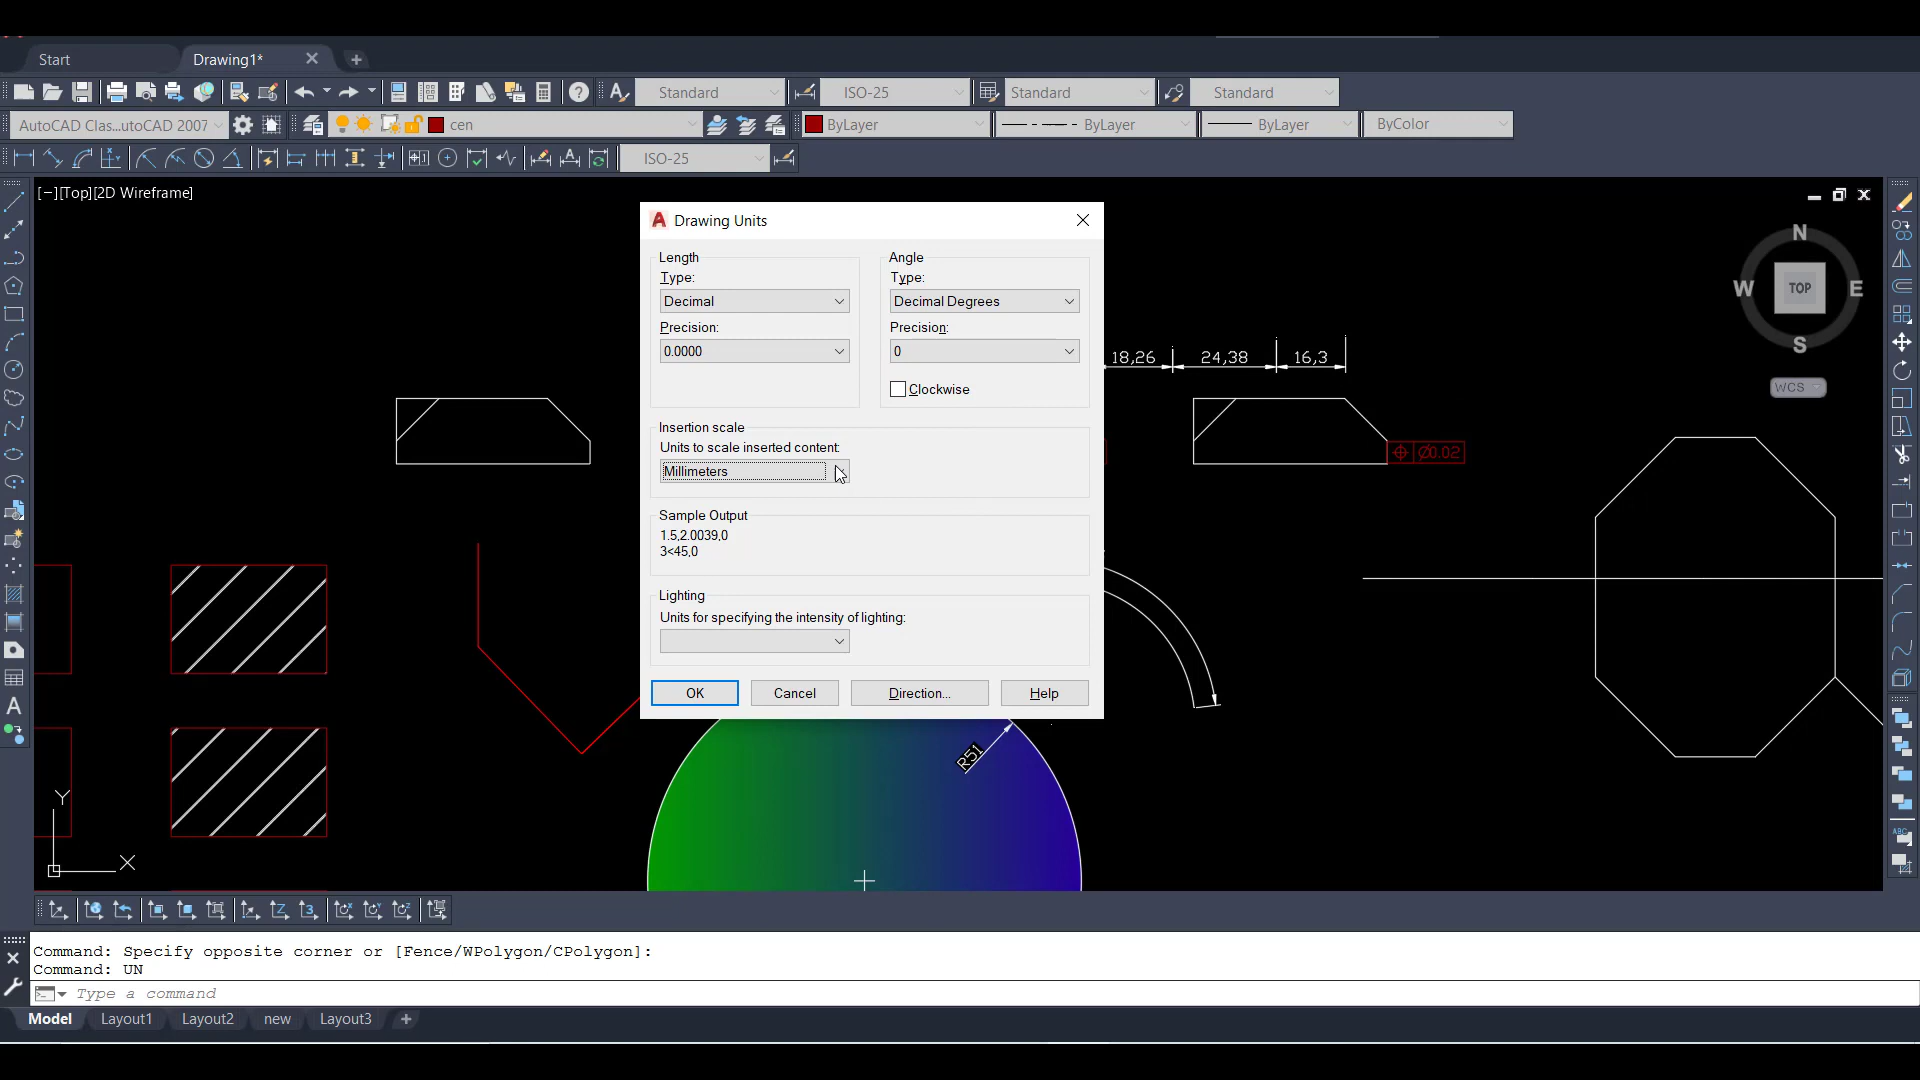 Start
Drawing1*
Standard
ISO-25
Standard
Standard
AutoCAD Clas...utoCAD 2007
cen
ByLayer
ByLayer
ByLayer
ByColor
ISO-25
[−][Top][2D Wireframe]
Drawing Units
Length
Type:
Decimal
Precision:
0.0000
Angle
Type:
Decimal Degrees
Precision:
0
Clockwise
Insertion scale
Units to scale inserted content:
Millimeters
Sample Output
1.5,2.0039,0
3<45,0
Lighting
Units for specifying the intensity of lighting:
OK
Cancel
Direction...
Help
18,26
24,38
16,3
Ø0.02
R51
N
W
TOP
E
S
WCS
Y
X
Command: Specify opposite corner or [Fence/WPolygon/CPolygon]:
Command: UN
Type a command
Model
Layout1
Layout2
new
Layout3